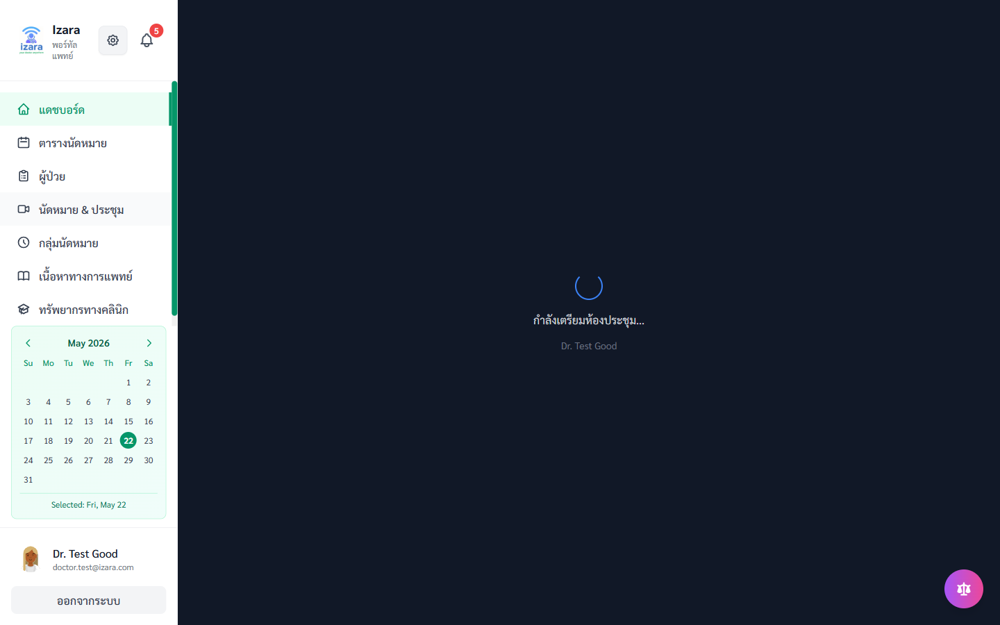 izara
Izara
พอร์ทัล
แพทย์
5
แดชบอร์ด
ตารางนัดหมาย
ผู้ป่วย
นัดหมาย & ประชุม
กลุ่มนัดหมาย
เนื้อหาทางการแพทย์
ทรัพยากรทางคลินิก
May 2026
Su Mo Tu We Th Fr Sa
1 2
3 4 5 6 7 8 9
10 11 12 13 14 15 16
17 18 19 20 21 22 23
24 25 26 27 28 29 30
31
Selected: Fri, May 22
Dr. Test Good
doctor.test@izara.com
ออกจากระบบ
กำลังเตรียมห้องประชุม...
Dr. Test Good